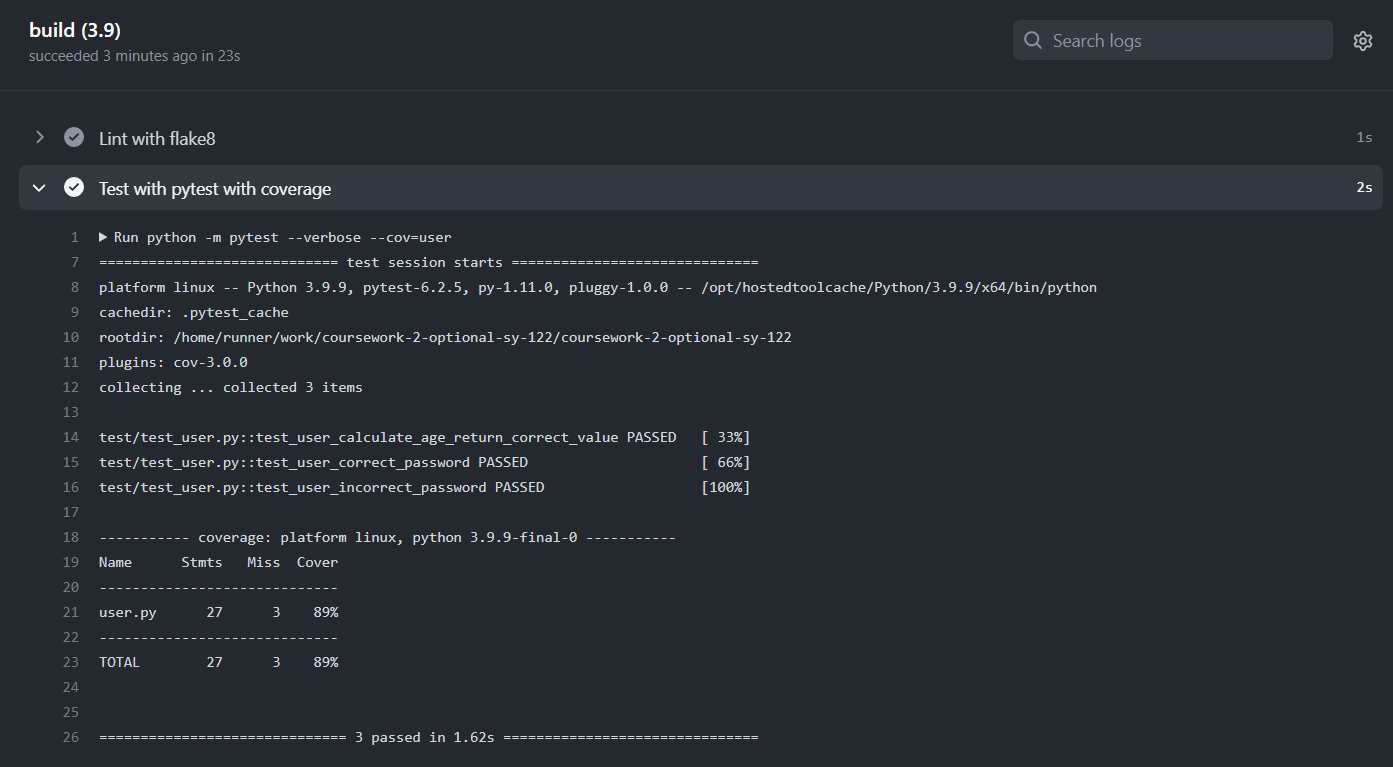 build (3.9)
succeeded 3 minutes ago in 23s
Search logs
Lint with flake8 1s
Test with pytest with coverage 2s
1 Run python -m pytest --verbose --cov=user
7 ============================= test session starts ==============================
8 platform linux -- Python 3.9.9, pytest-6.2.5, py-1.11.0, pluggy-1.0.0 -- /opt/hostedtoolcache/Python/3.9.9/x64/bin/python
9 cachedir: .pytest_cache
10 rootdir: /home/runner/work/coursework-2-optional-sy-122/coursework-2-optional-sy-122
11 plugins: cov-3.0.0
12 collecting ... collected 3 items
13
14 test/test_user.py::test_user_calculate_age_return_correct_value PASSED   [ 33%]
15 test/test_user.py::test_user_correct_password PASSED                     [ 66%]
16 test/test_user.py::test_user_incorrect_password PASSED                   [100%]
17
18 ----------- coverage: platform linux, python 3.9.9-final-0 -----------
19 Name      Stmts   Miss  Cover
20 -----------------------------
21 user.py      27      3    89%
22 -----------------------------
23 TOTAL        27      3    89%
24
25
26 ============================== 3 passed in 1.62s ===============================